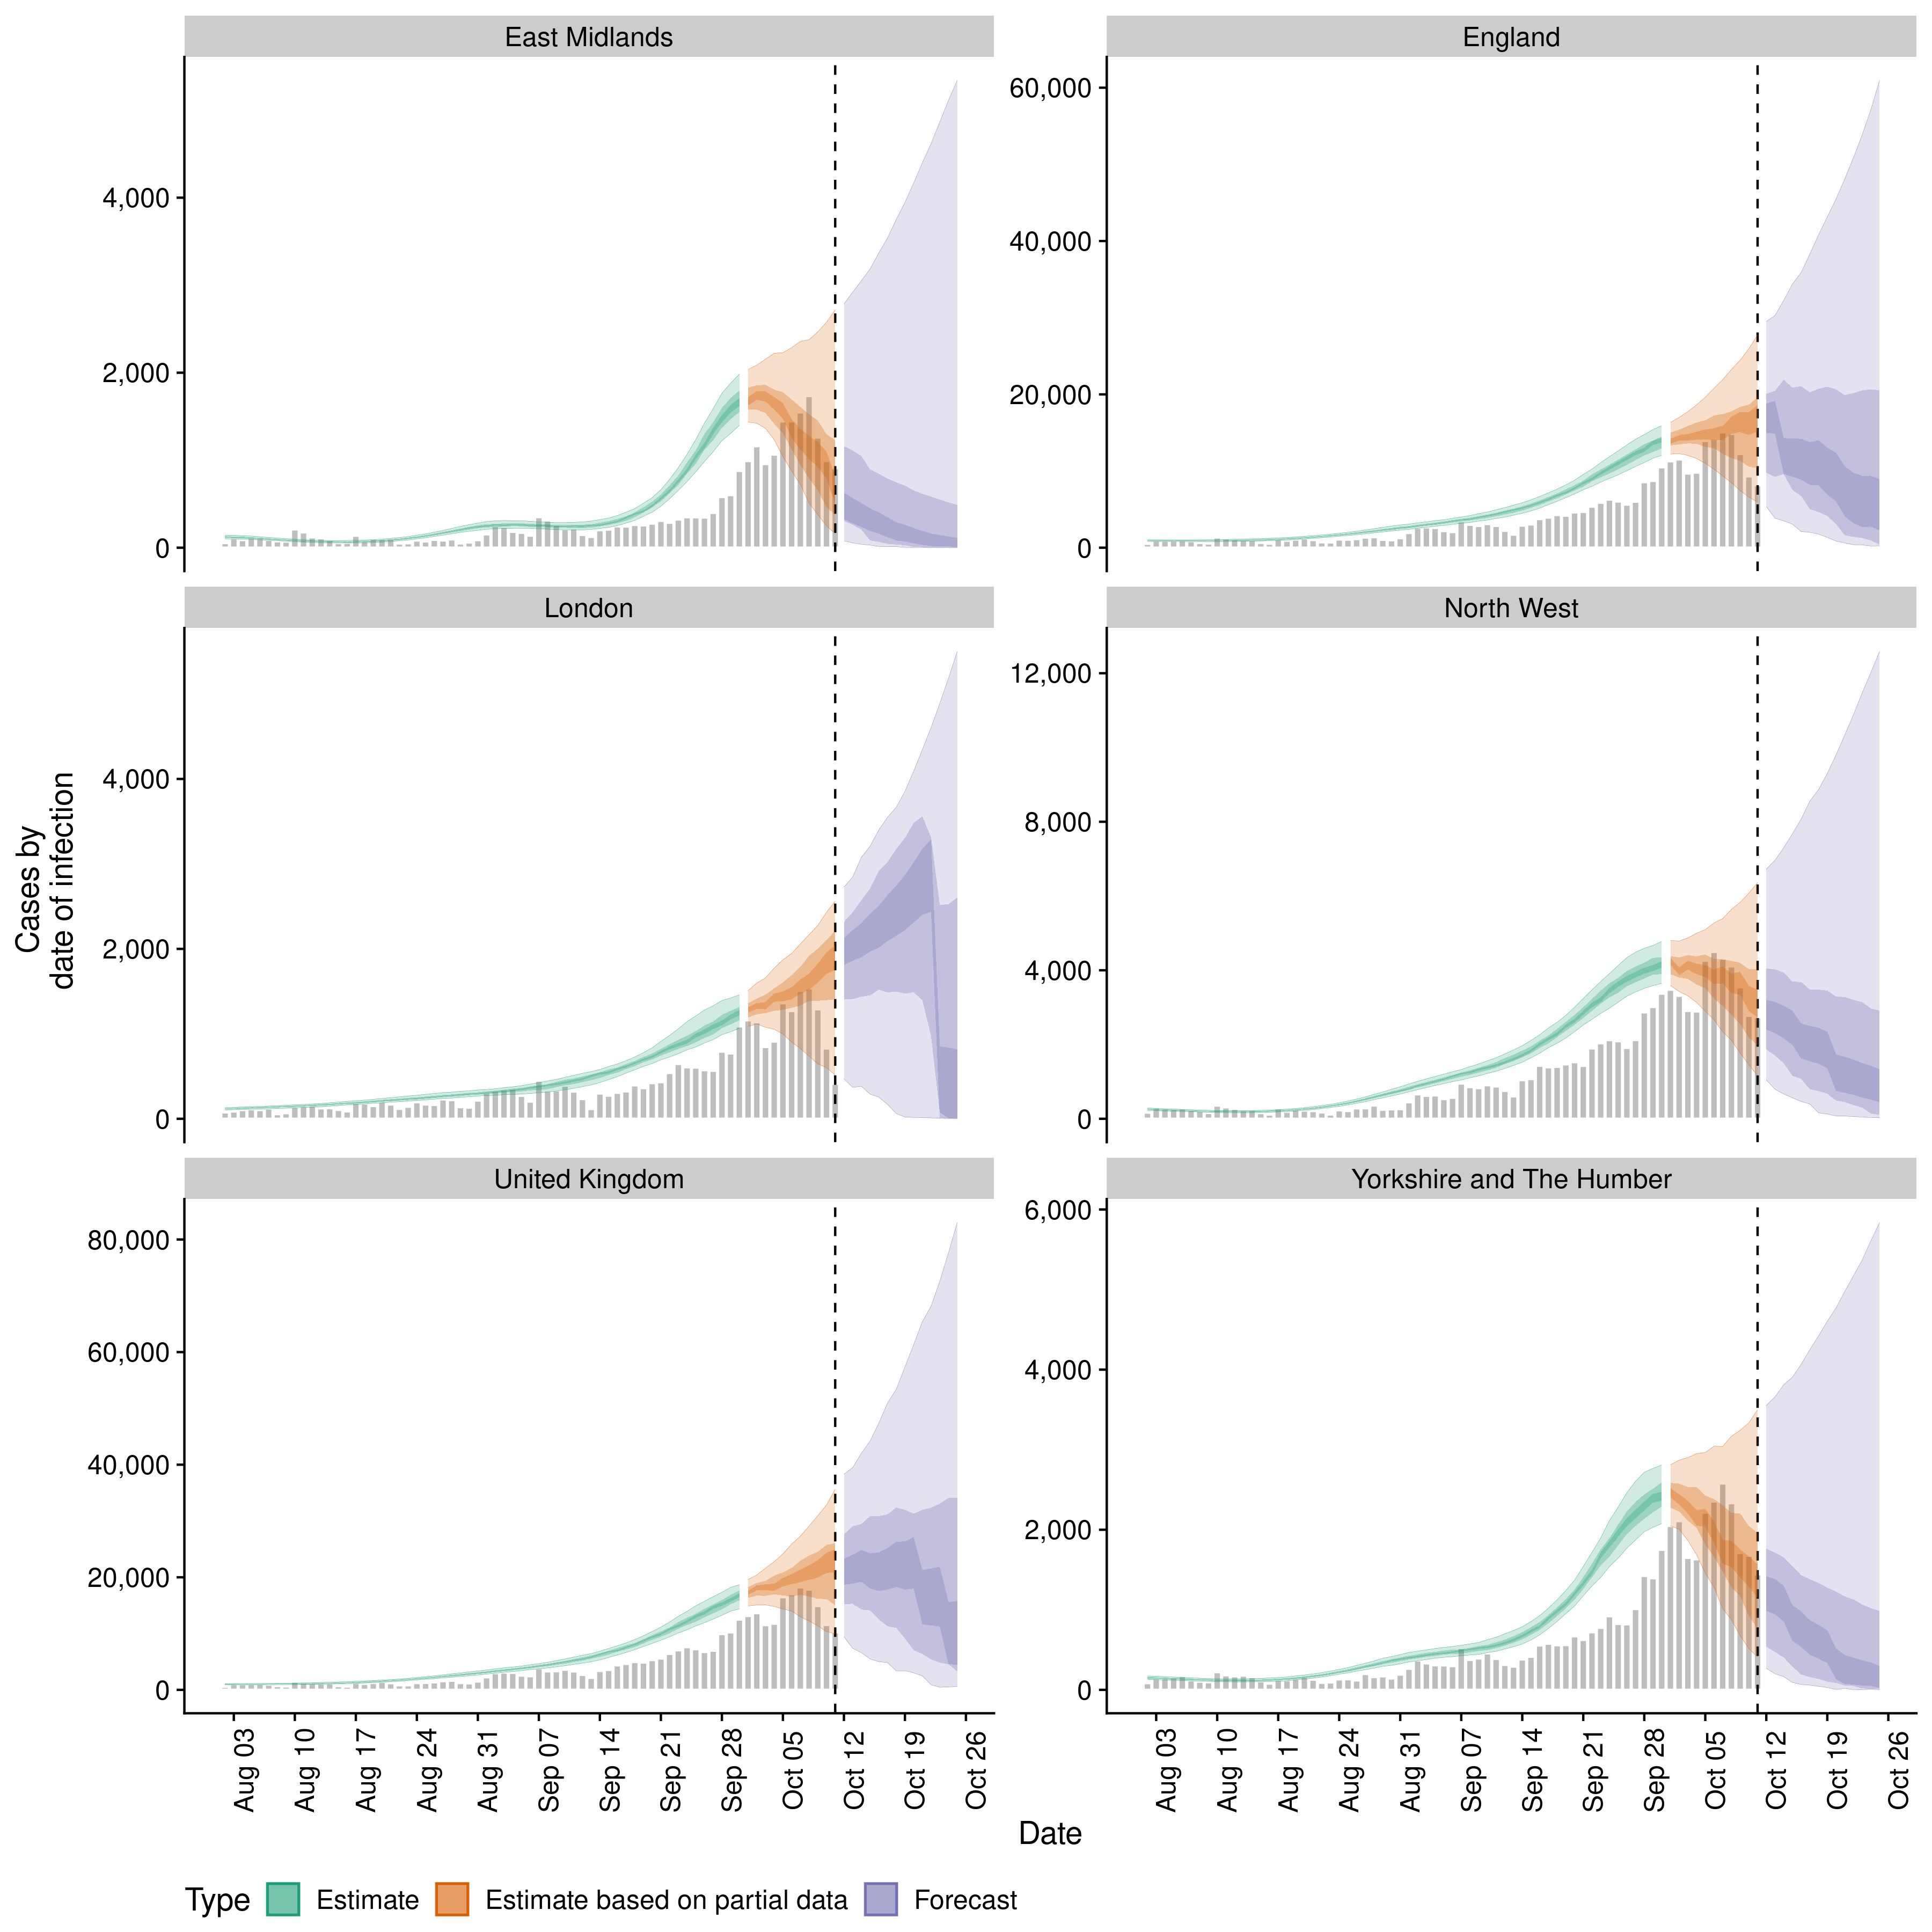 East Midlands
England
4,000
2,000
0
60,000
40,000
20,000
0
London
North West
4,000
2,000
0
12,000
8,000
4,000
0
Cases by
date of infection
United Kingdom
Yorkshire and The Humber
80,000
60,000
40,000
20,000
0
6,000
4,000
2,000
0
Aug 03
Aug 10
Aug 17
Aug 24
Aug 31
Sep 07
Sep 14
Sep 21
Sep 28
Oct 05
Oct 12
Oct 19
Oct 26
Aug 03
Aug 10
Aug 17
Aug 24
Aug 31
Sep 07
Sep 14
Sep 21
Sep 28
Oct 05
Oct 12
Oct 19
Oct 26
Date
Type Estimate Estimate based on partial data Forecast